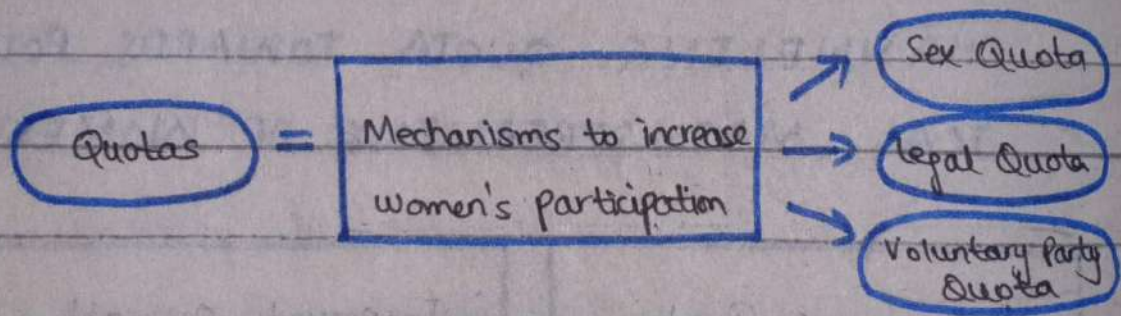 Quotas
=
Mechanisms to increase
women's participation
Sex Quota
legal Quota
Voluntary Party
Quota